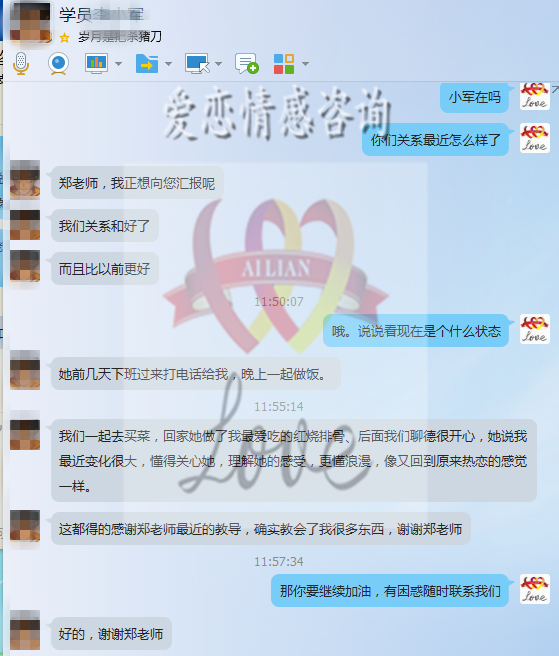 学员李小军
岁月是把杀猪刀
爱恋情感咨询
小军在吗
你们关系最近怎么样了
郑老师，我正想向您汇报呢
我们关系和好了
而且比以前更好
AILIAN
11:50:07
哦。说说看现在是个什么状态
她前几天下班过来打电话给我，晚上一起做饭。
11:55:14
Love
我们一起去买菜，回家她做了我最爱吃的红烧排骨、后面我们聊德很开心，她说我
最近变化很大，懂得关心她，理解她的感受，更懂浪漫，像又回到原来热恋的感觉
一样。
这都得的感谢郑老师最近的教导，确实教会了我很多东西，谢谢郑老师
11:57:34
那你要继续加油，有困惑随时联系我们
好的，谢谢郑老师